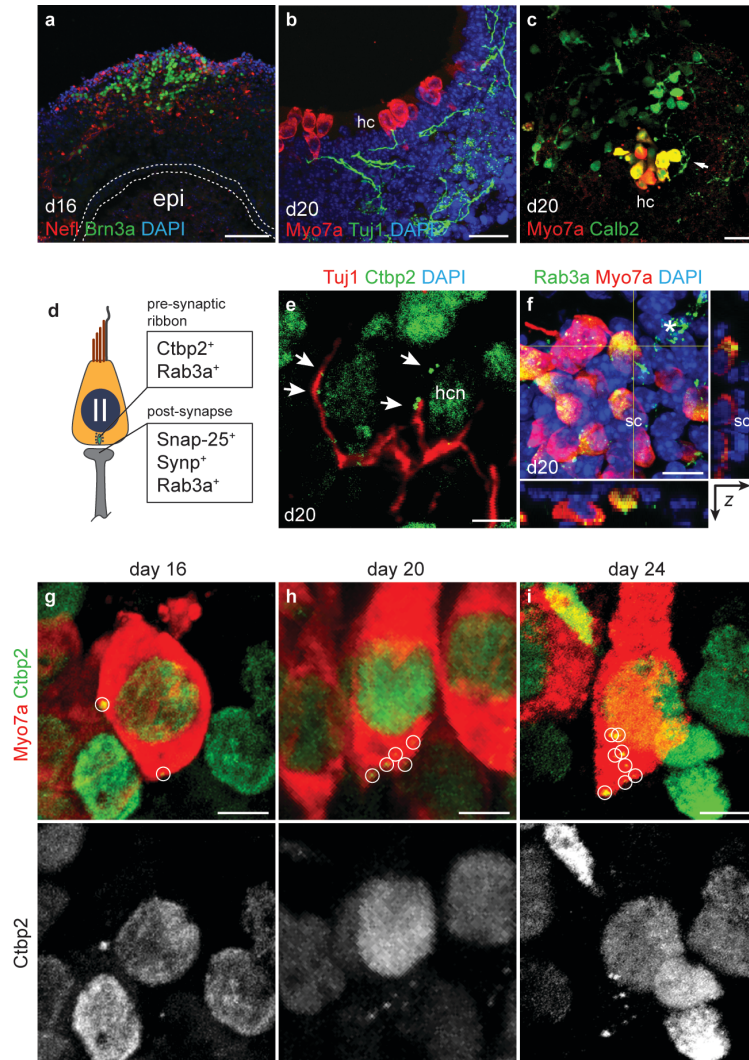 a
epi
d16
Nefl Brn3a DAPI
b
hc
d20
Myo7a Tuj1 DAPI
c
hc
d20
Myo7a Calb2
d
pre-synaptic
ribbon
Ctbp2+
Rab3a+
post-synapse
Snap-25+
Synp+
Rab3a+
Tuj1 Ctbp2 DAPI
e
hcn
d20
Rab3a Myo7a DAPI
f
*
sc
d20
sc
z
day 16
day 20
day 24
g
h
i
Myo7a Ctbp2
Ctbp2